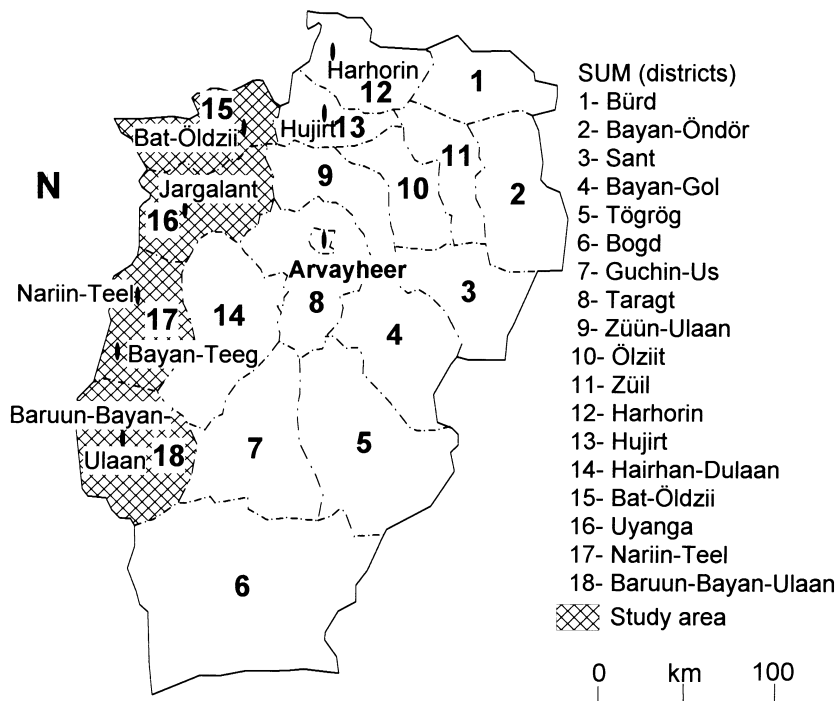 Harhorin
12
1
15
Bat-Öldzii
Hujirt
13
11
9
10
2
N
Jargalant
16
Arvayheer
Nariin-Teel
17
14
8
3
4
Bayan-Teeg
Baruun-Bayan-
Ulaan
18
7
5
6
SUM (districts)
1- Bürd
2- Bayan-Öndör
3- Sant
4- Bayan-Gol
5- Tögrög
6- Bogd
7- Guchin-Us
8- Taragt
9- Züün-Ulaan
10- Ölziit
11- Züil
12- Harhorin
13- Hujirt
14- Hairhan-Dulaan
15- Bat-Öldzii
16- Uyanga
17- Nariin-Teel
18- Baruun-Bayan-Ulaan
Study area
0 km 100